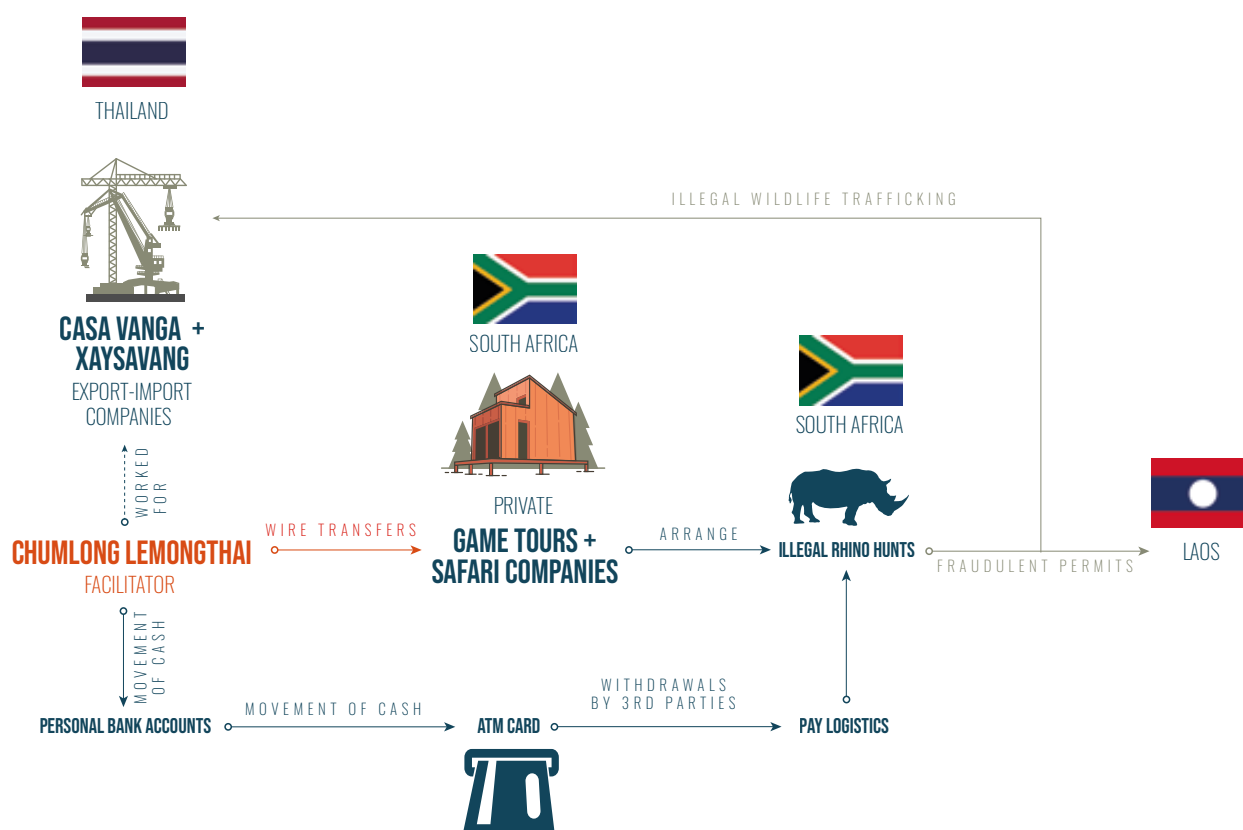 THAILAND
ILLEGAL WILDLIFE TRAFFICKING
CASA VANGA +
XAYSAVANG
EXPORT-IMPORT
COMPANIES
SOUTH AFRICA
SOUTH AFRICA
WORKED
FOR
PRIVATE
GAME TOURS +
SAFARI COMPANIES
WIRE TRANSFERS
ARRANGE
ILLEGAL RHINO HUNTS
FRAUDULENT PERMITS
LAOS
CHUMLONG LEMONGTHAI
FACILITATOR
MOVEMENT
OF CASH
PERSONAL BANK ACCOUNTS
MOVEMENT OF CASH
ATM CARD
WITHDRAWALS
BY 3RD PARTIES
PAY LOGISTICS